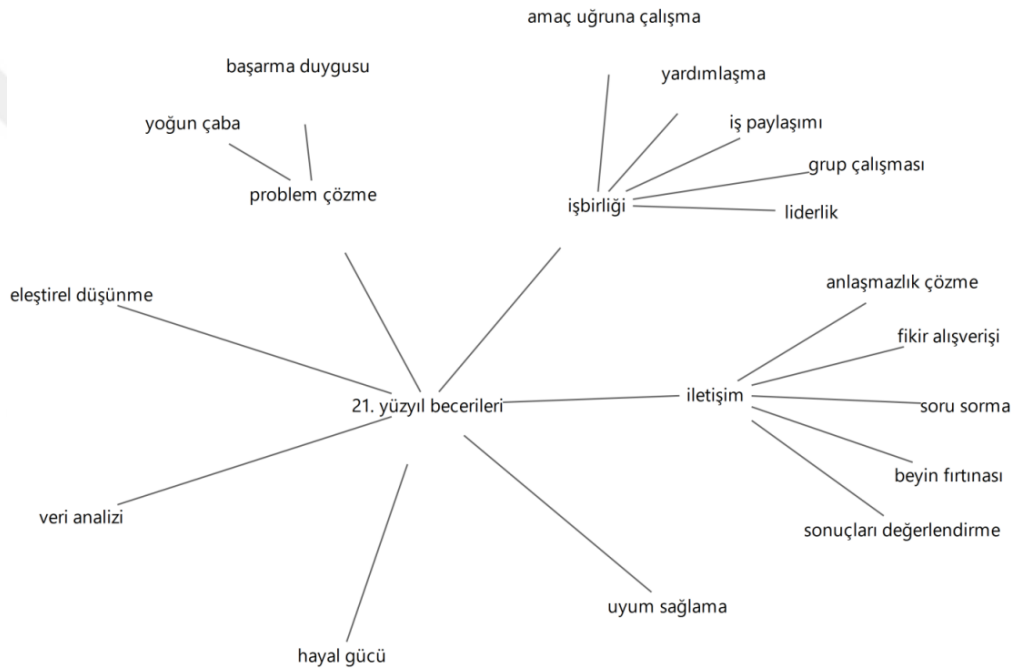 amaç uğruna çalışma
başarma duygusu
yardımlaşma
yoğun çaba
iş paylaşımı
grup çalışması
problem çözme
işbirliği
liderlik
anlaşmazlık çözme
eleştirel düşünme
fikir alışverişi
iletişim
21. yüzyıl becerileri
soru sorma
beyin fırtınası
veri analizi
sonuçları değerlendirme
uyum sağlama
hayal gücü